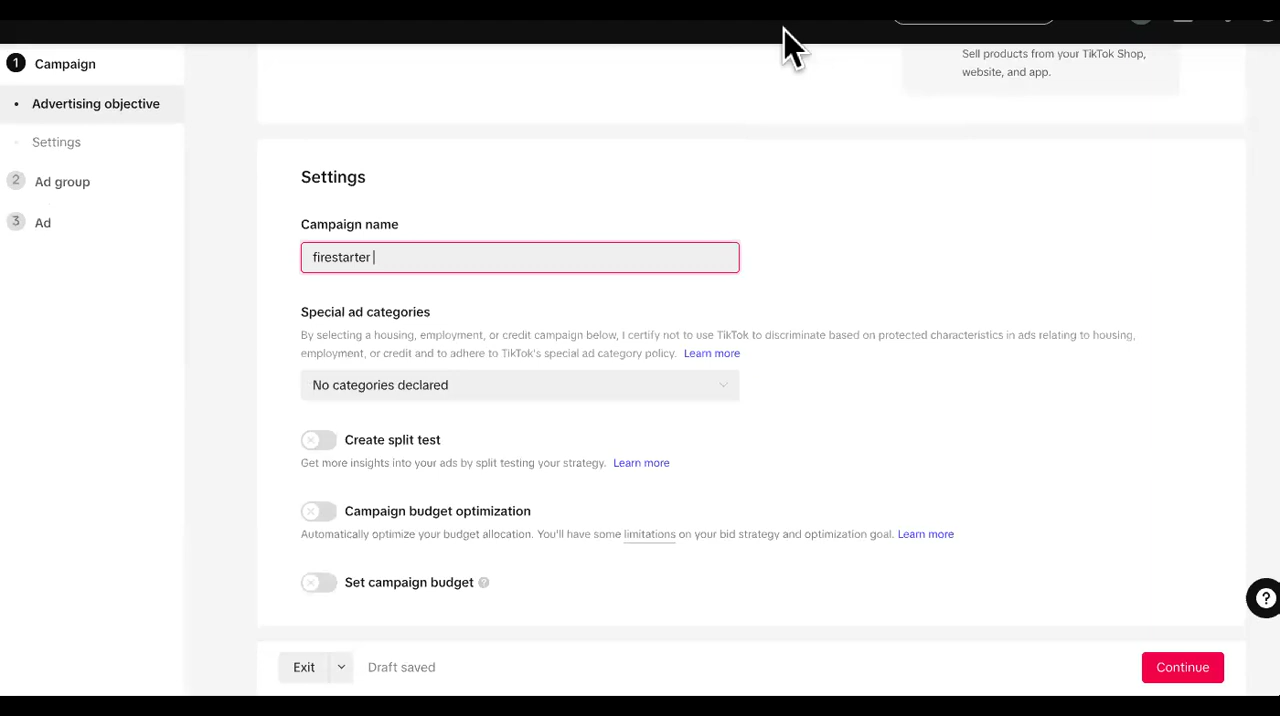 Sell products from your TikTok Shop,
website, and app.
1 Campaign
Advertising objective
Settings
2 Ad group
3 Ad
Settings
Campaign name
firestarter
Special ad categories
By selecting a housing, employment, or credit campaign below, I certify not to use TikTok to discriminate based on protected characteristics in ads relating to housing,
employment, or credit and to adhere to TikTok's special ad category policy. Learn more
No categories declared
Create split test
Get more insights into your ads by split testing your strategy. Learn more
Campaign budget optimization
Automatically optimize your budget allocation. You'll have some limitations on your bid strategy and optimization goal. Learn more
Set campaign budget ?
?
Exit
Draft saved
Continue